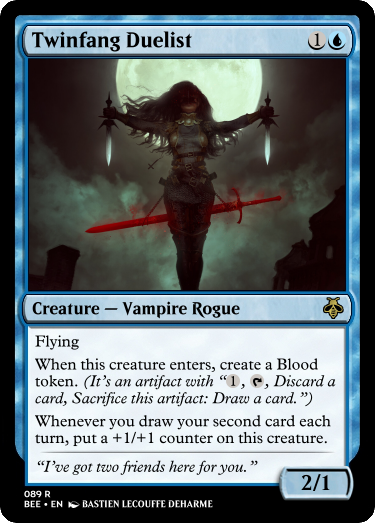 Twinfang Duelist 1
Creature — Vampire Rogue
Flying
When this creature enters, create a Blood
token. (It's an artifact with “1, , Discard a
card, Sacrifice this artifact: Draw a card.”)
Whenever you draw your second card each
turn, put a +1/+1 counter on this creature.
“I've got two friends here for you.”
2/1
089 R
BEE • EN BASTIEN LECOUFFE DEHARME